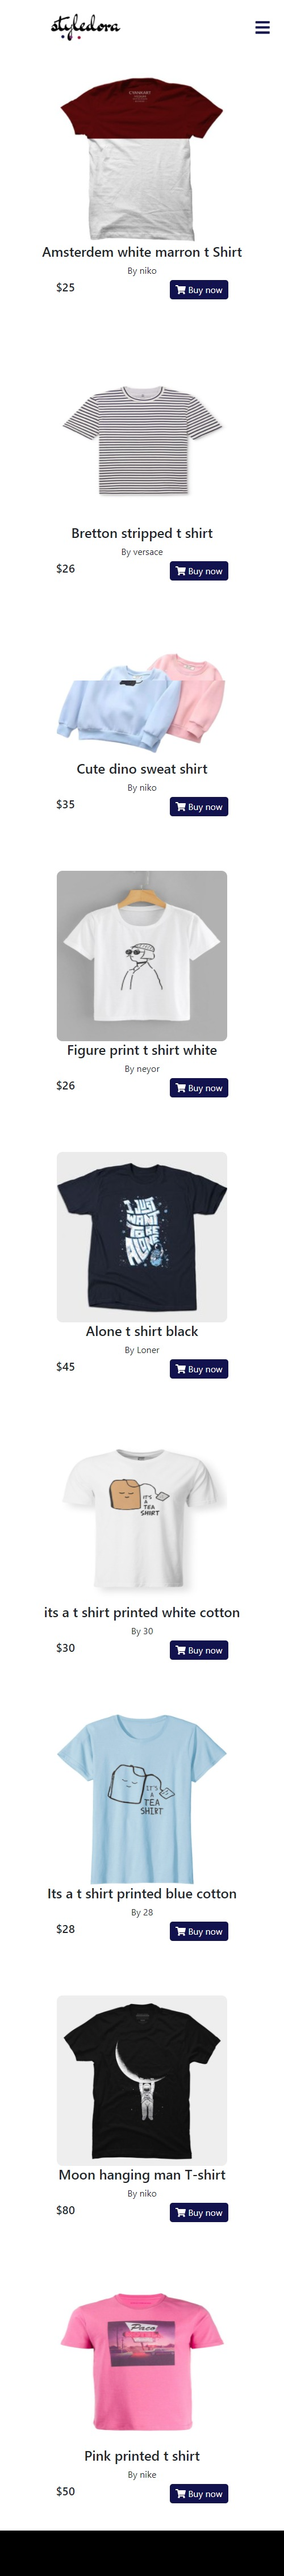 styledora
Amsterdem white marron t Shirt
By niko
$25
Buy now
Bretton stripped t shirt
By versace
$26
Buy now
Cute dino sweat shirt
By niko
$35
Buy now
Figure print t shirt white
By neyor
$26
Buy now
I JUST
WANT
TO BE
ALONE
Alone t shirt black
By Loner
$45
Buy now
IT'S
A
TEA
SHIRT
its a t shirt printed white cotton
By 30
$30
Buy now
IT'S
A
TEA
SHIRT
Its a t shirt printed blue cotton
By 28
$28
Buy now
Moon hanging man T-shirt
By niko
$80
Buy now
Paco
Pink printed t shirt
By nike
$50
Buy now